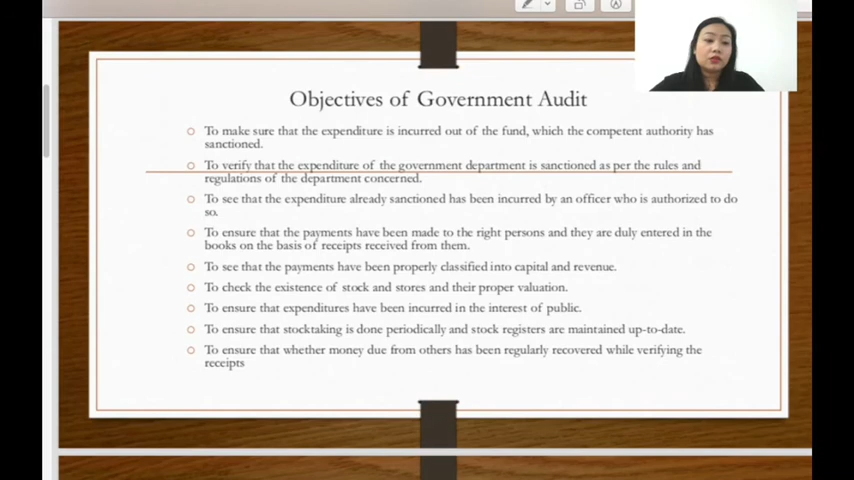 Objectives of Government Audit
To make sure that the expenditure is incurred out of the fund, which the competent authority has
sanctioned.
To verify that the expenditure of the government department is sanctioned as per the rules and
regulations of the department concerned.
To see that the expenditure already sanctioned has been incurred by an officer who is authorized to do
so.
To ensure that the payments have been made to the right persons and they are duly entered in the
books on the basis of receipts received from them.
To see that the payments have been properly classified into capital and revenue.
To check the existence of stock and stores and their proper valuation.
To ensure that expenditures have been incurred in the interest of public.
To ensure that stocktaking is done periodically and stock registers are maintained up-to-date.
To ensure that whether money due from others has been regularly recovered while verifying the
receipts